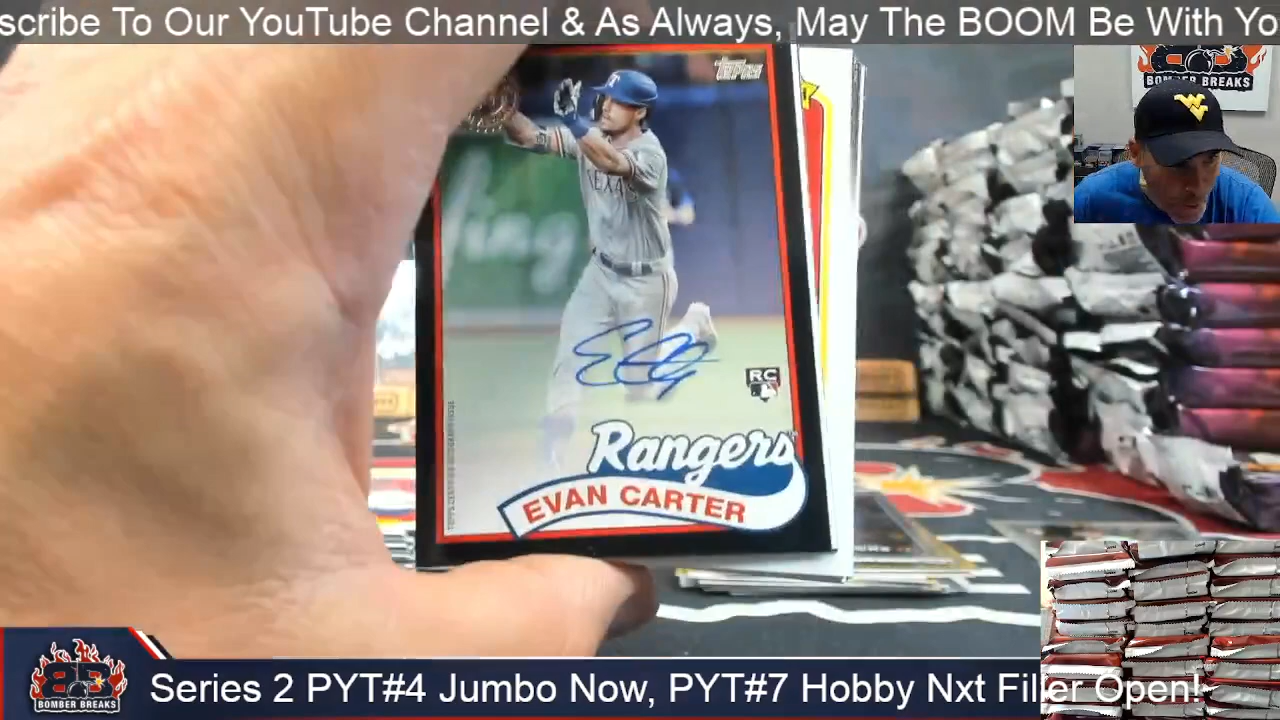 scribe To Our YouTube Channel & As Always, May The BOOM Be With Yo
Topps
BOMBER BREAKS
TEXAS
RC
Rangers
EVAN CARTER
BOMBER BREAKS
Series 2 PYT#4 Jumbo Now, PYT#7 Hobby Nxt Filler Open!